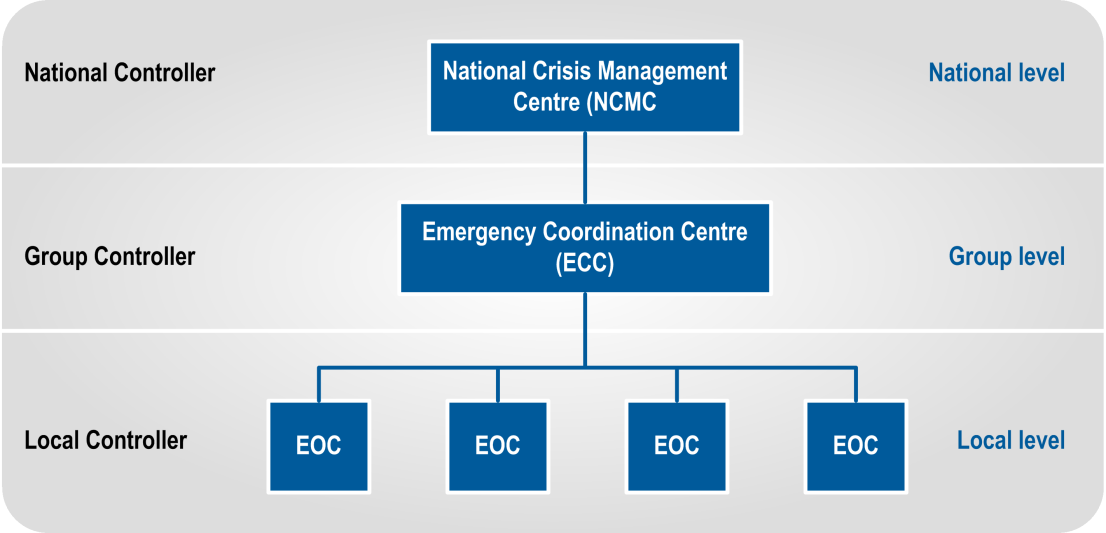 National Controller
National Crisis Management
Centre (NCMC
National level
Group Controller
Emergency Coordination Centre
(ECC)
Group level
Local Controller
EOC
EOC
EOC
EOC
Local level